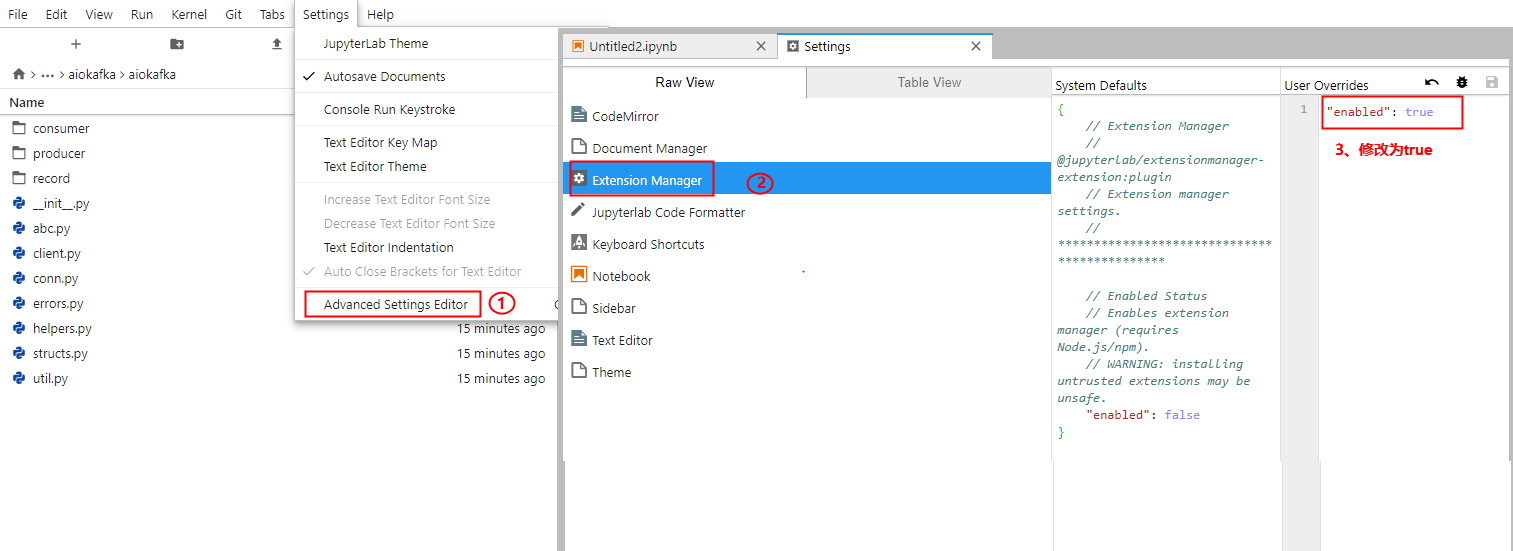 File Edit View Run Kernel Git Tabs Settings Help
aiokafka > aiokafka
Name
consumer
producer
record
__init__.py
abc.py
client.py
conn.py
errors.py
helpers.py 15 minutes ago
structs.py 15 minutes ago
util.py 15 minutes ago
JupyterLab Theme
Autosave Documents
Console Run Keystroke
Text Editor Key Map
Text Editor Theme
Increase Text Editor Font Size
Decrease Text Editor Font Size
Text Editor Indentation
Auto Close Brackets for Text Editor
Advanced Settings Editor ①
Untitled2.ipynb Settings
Raw View Table View
CodeMirror
Document Manager
Extension Manager ②
Jupyterlab Code Formatter
Keyboard Shortcuts
Notebook
Sidebar
Text Editor
Theme
System Defaults
{
// Extension Manager
//
@jupyterlab/extensionmanager-
extension:plugin
// Extension manager
settings.
//
******************************
***************
// Enabled Status
// Enables extension
manager (requires
Node.js/npm).
// WARNING: installing
untrusted extensions may be
unsafe.
"enabled": false
}
User Overrides
1 "enabled": true
3、修改为true